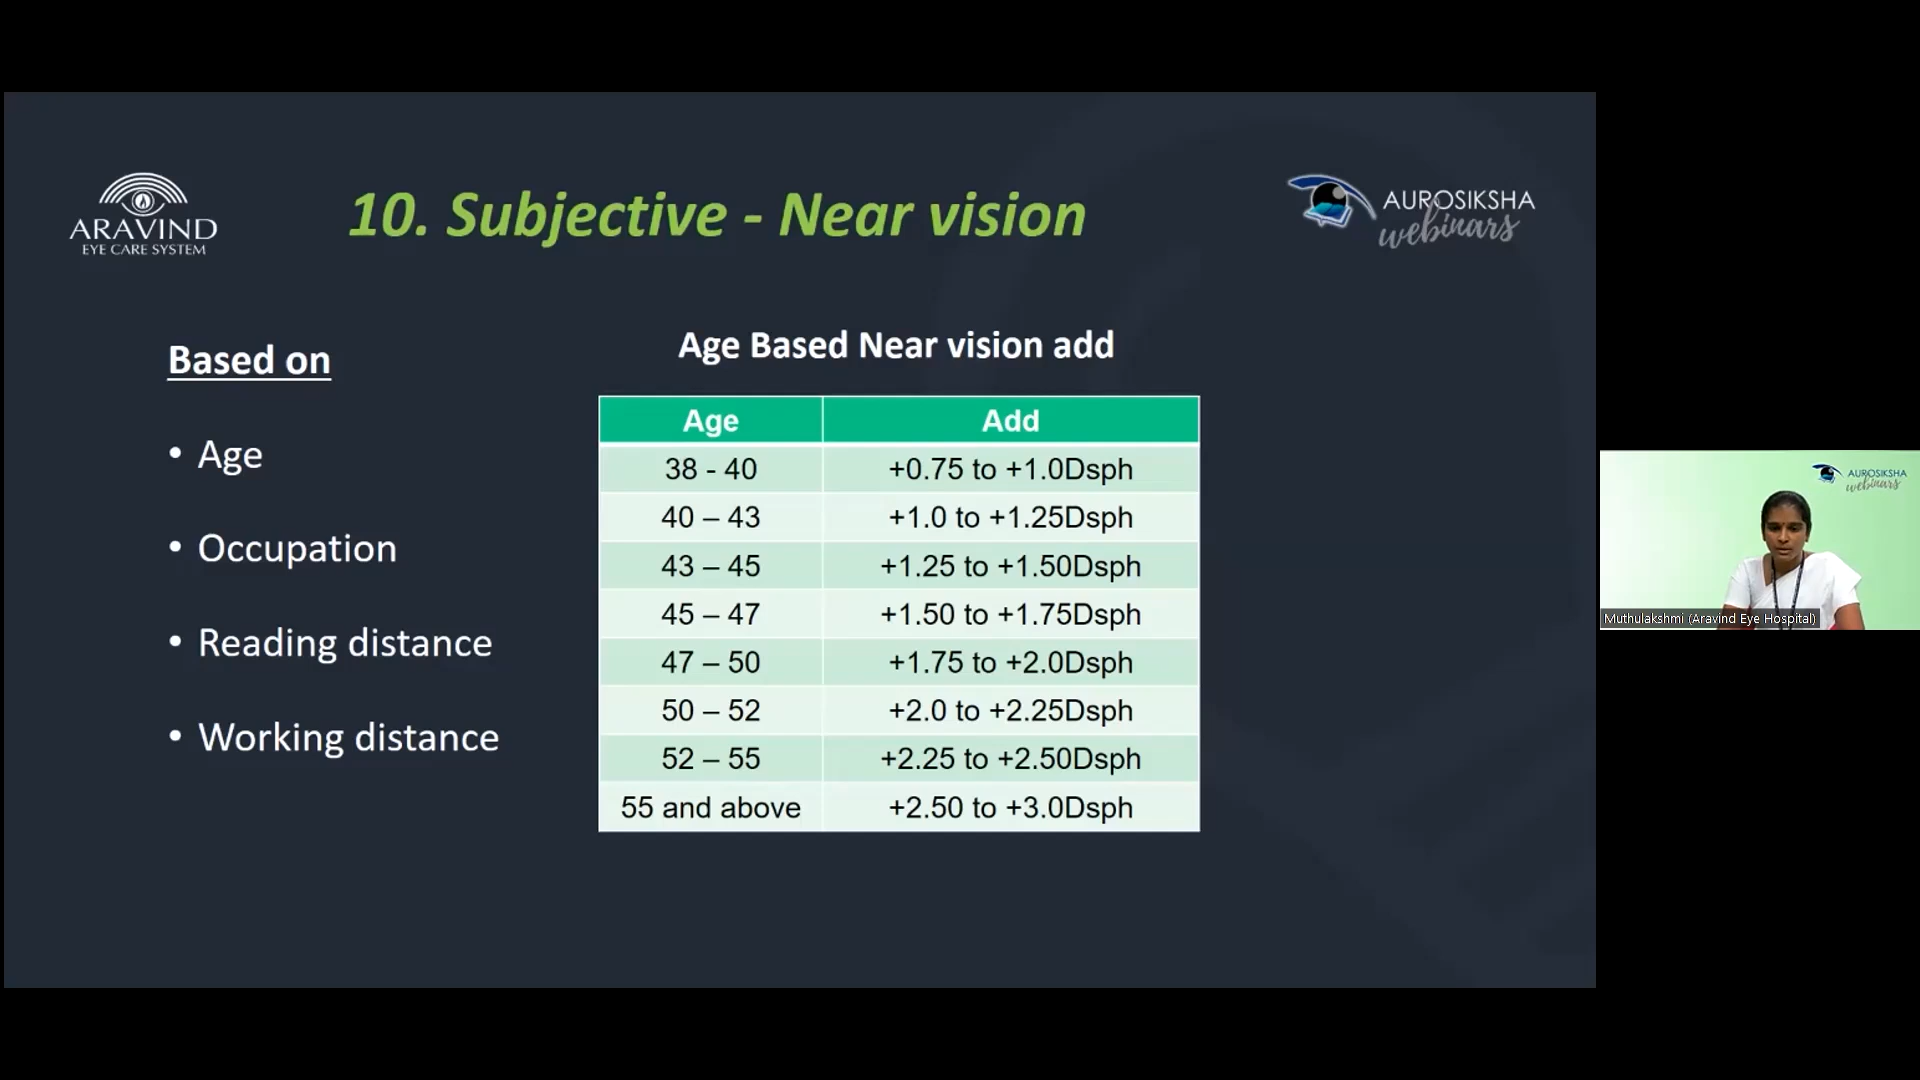 ARAVIND
EYE CARE SYSTEM
10. Subjective - Near vision
AUROSIKSHA
webinars
Based on
• Age
• Occupation
• Reading distance
• Working distance
Age Based Near vision add
Age Add
38 - 40 +0.75 to +1.0Dsph
40 – 43 +1.0 to +1.25Dsph
43 – 45 +1.25 to +1.50Dsph
45 – 47 +1.50 to +1.75Dsph
47 – 50 +1.75 to +2.0Dsph
50 – 52 +2.0 to +2.25Dsph
52 – 55 +2.25 to +2.50Dsph
55 and above +2.50 to +3.0Dsph
AUROSIKSHA
webinars
Muthulakshmi (Aravind Eye Hospital)